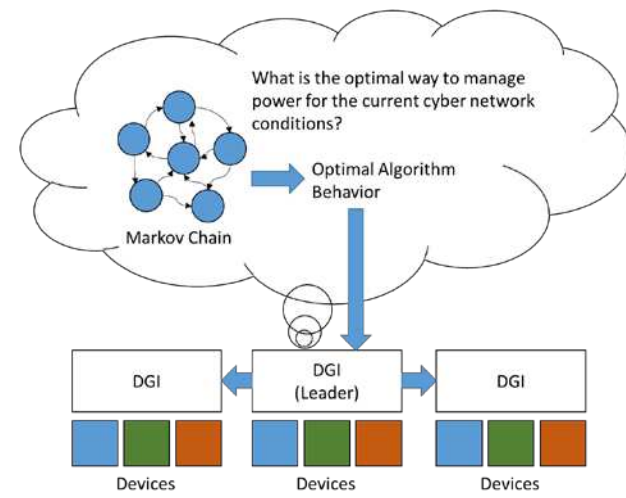 What is the optimal way to manage
power for the current cyber network
conditions?
Optimal Algorithm
Behavior
Markov Chain
DGI
DGI
(Leader)
DGI
Devices
Devices
Devices